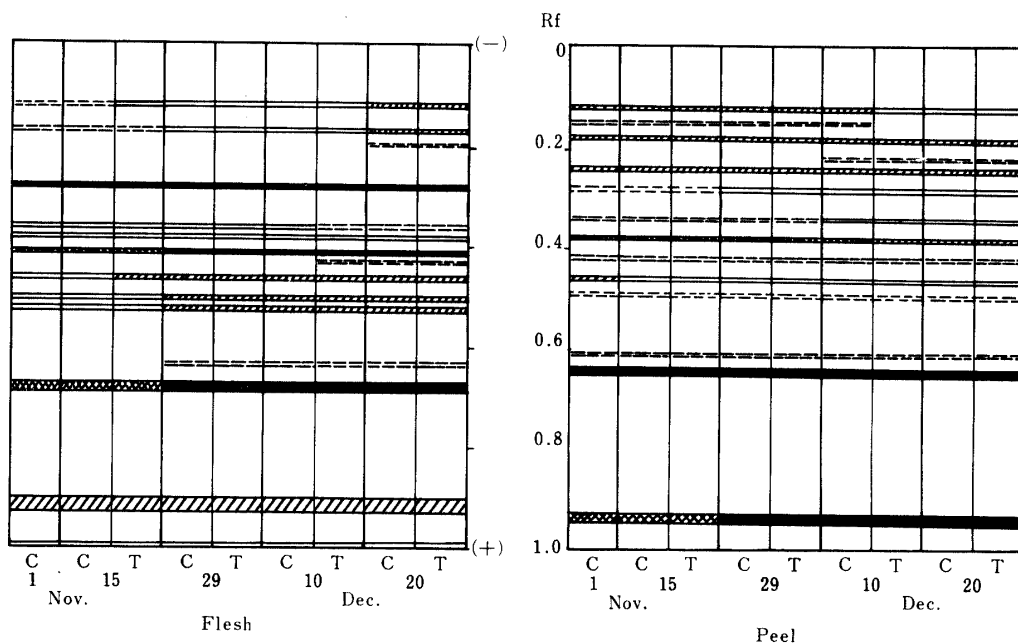 Rf
(−)
0
0.2
0.4
0.6
0.8
(+)
1.0
C C T C T C T C T
1 15 29 10 20
Nov. Dec.
Flesh
C C T C T C T C T
1 15 29 10 20
Nov. Dec.
Peel